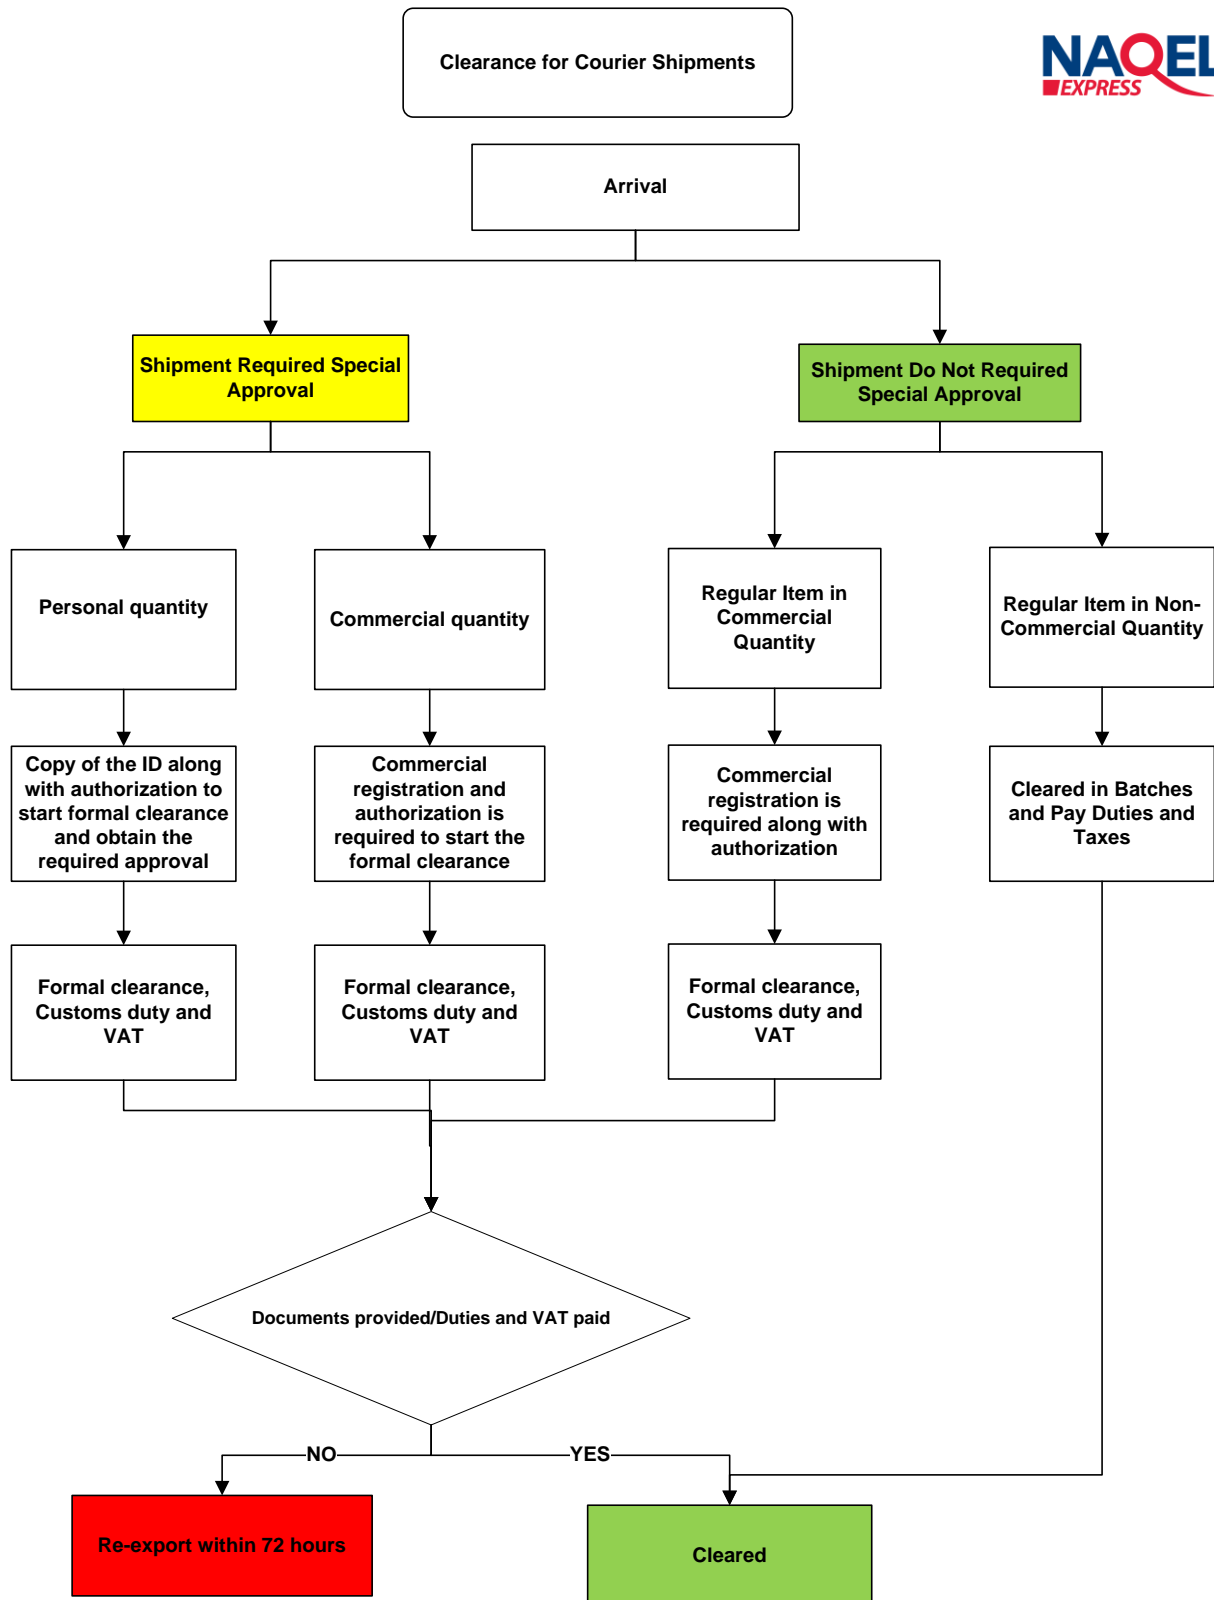 Clearance for Courier Shipments
NAQEL
EXPRESS
Arrival
Shipment Required Special
Approval
Shipment Do Not Required
Special Approval
Personal quantity
Commercial quantity
Regular Item in
Commercial
Quantity
Regular Item in Non-
Commercial Quantity
Copy of the ID along
with authorization to
start formal clearance
and obtain the
required approval
Commercial
registration and
authorization is
required to start the
formal clearance
Commercial
registration is
required along with
authorization
Cleared in Batches
and Pay Duties and
Taxes
Formal clearance,
Customs duty and
VAT
Formal clearance,
Customs duty and
VAT
Formal clearance,
Customs duty and
VAT
Documents provided/Duties and VAT paid
NO
YES
Re-export within 72 hours
Cleared